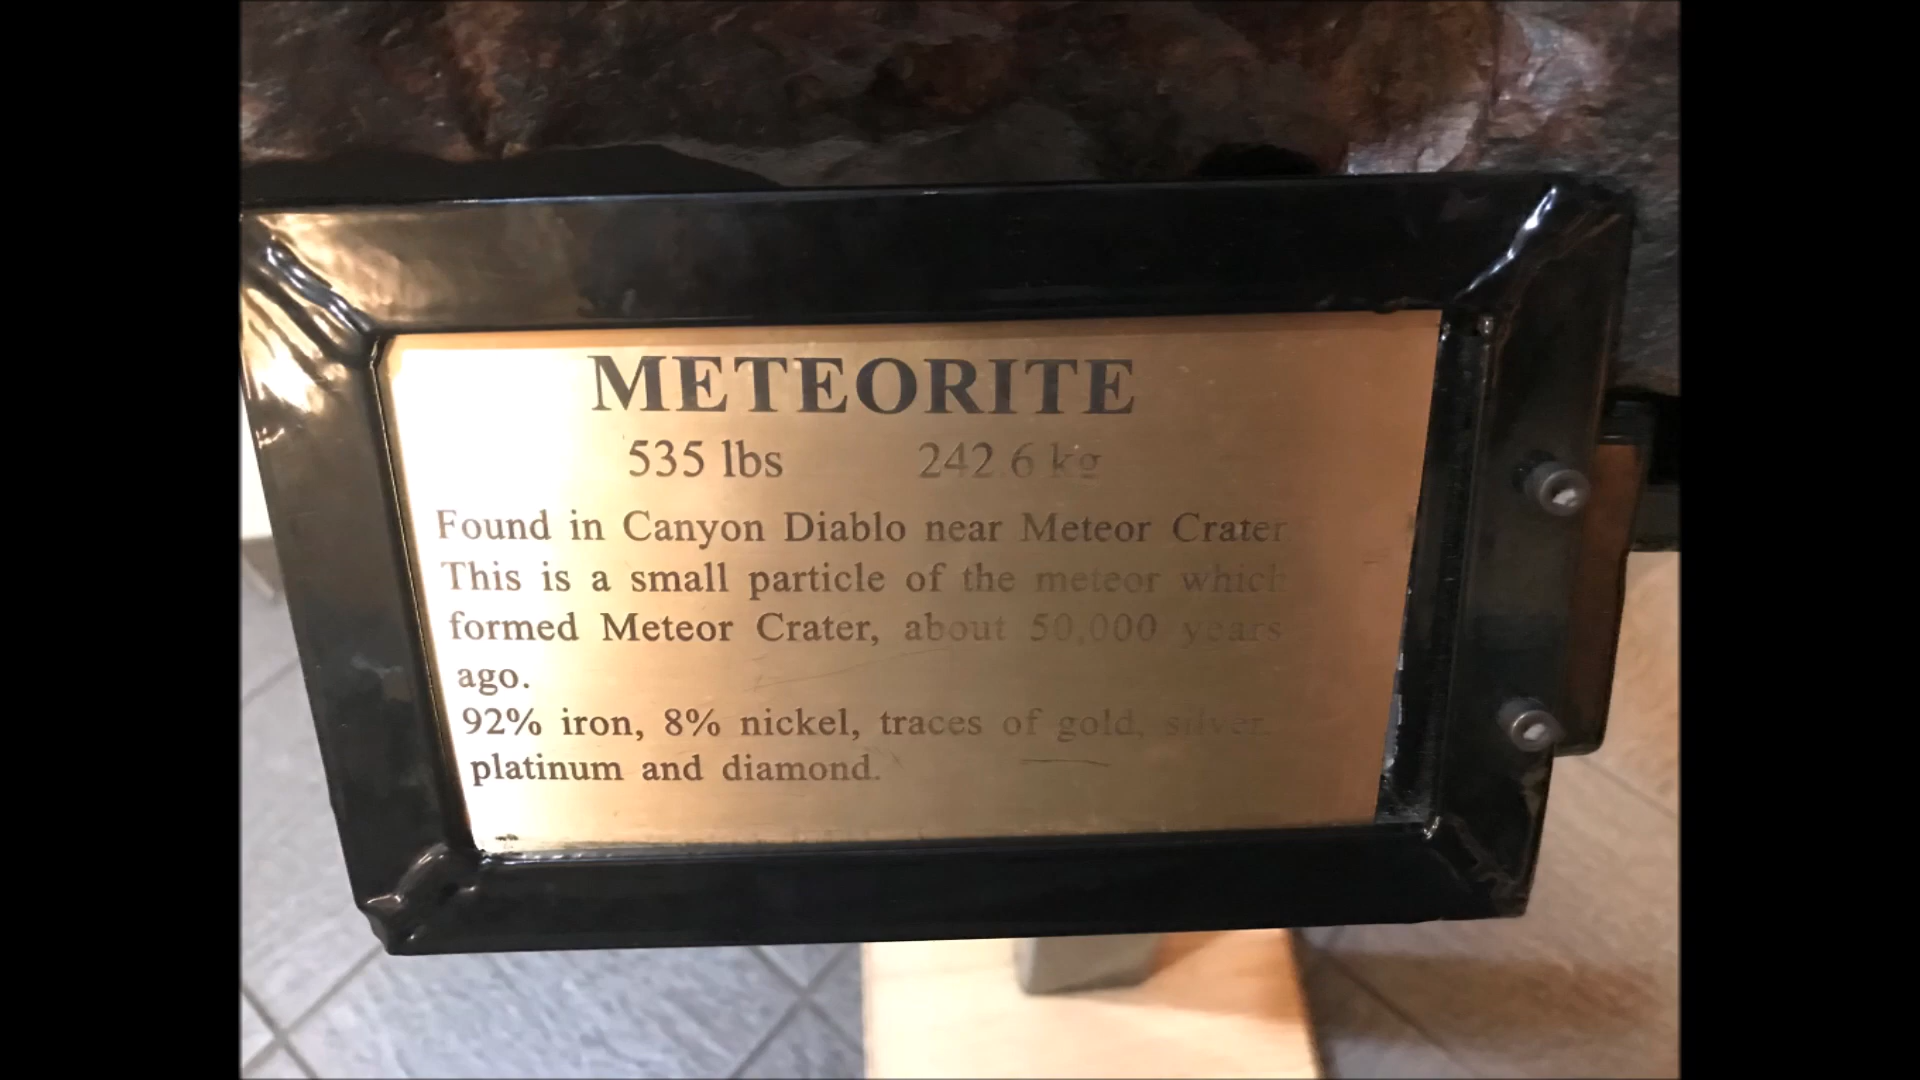 METEORITE
535 lbs 242.6 kg
Found in Canyon Diablo near Meteor Crater
This is a small particle of the meteor which
formed Meteor Crater, about 50,000 years
ago.
92% iron, 8% nickel, traces of gold, silver,
platinum and diamond.